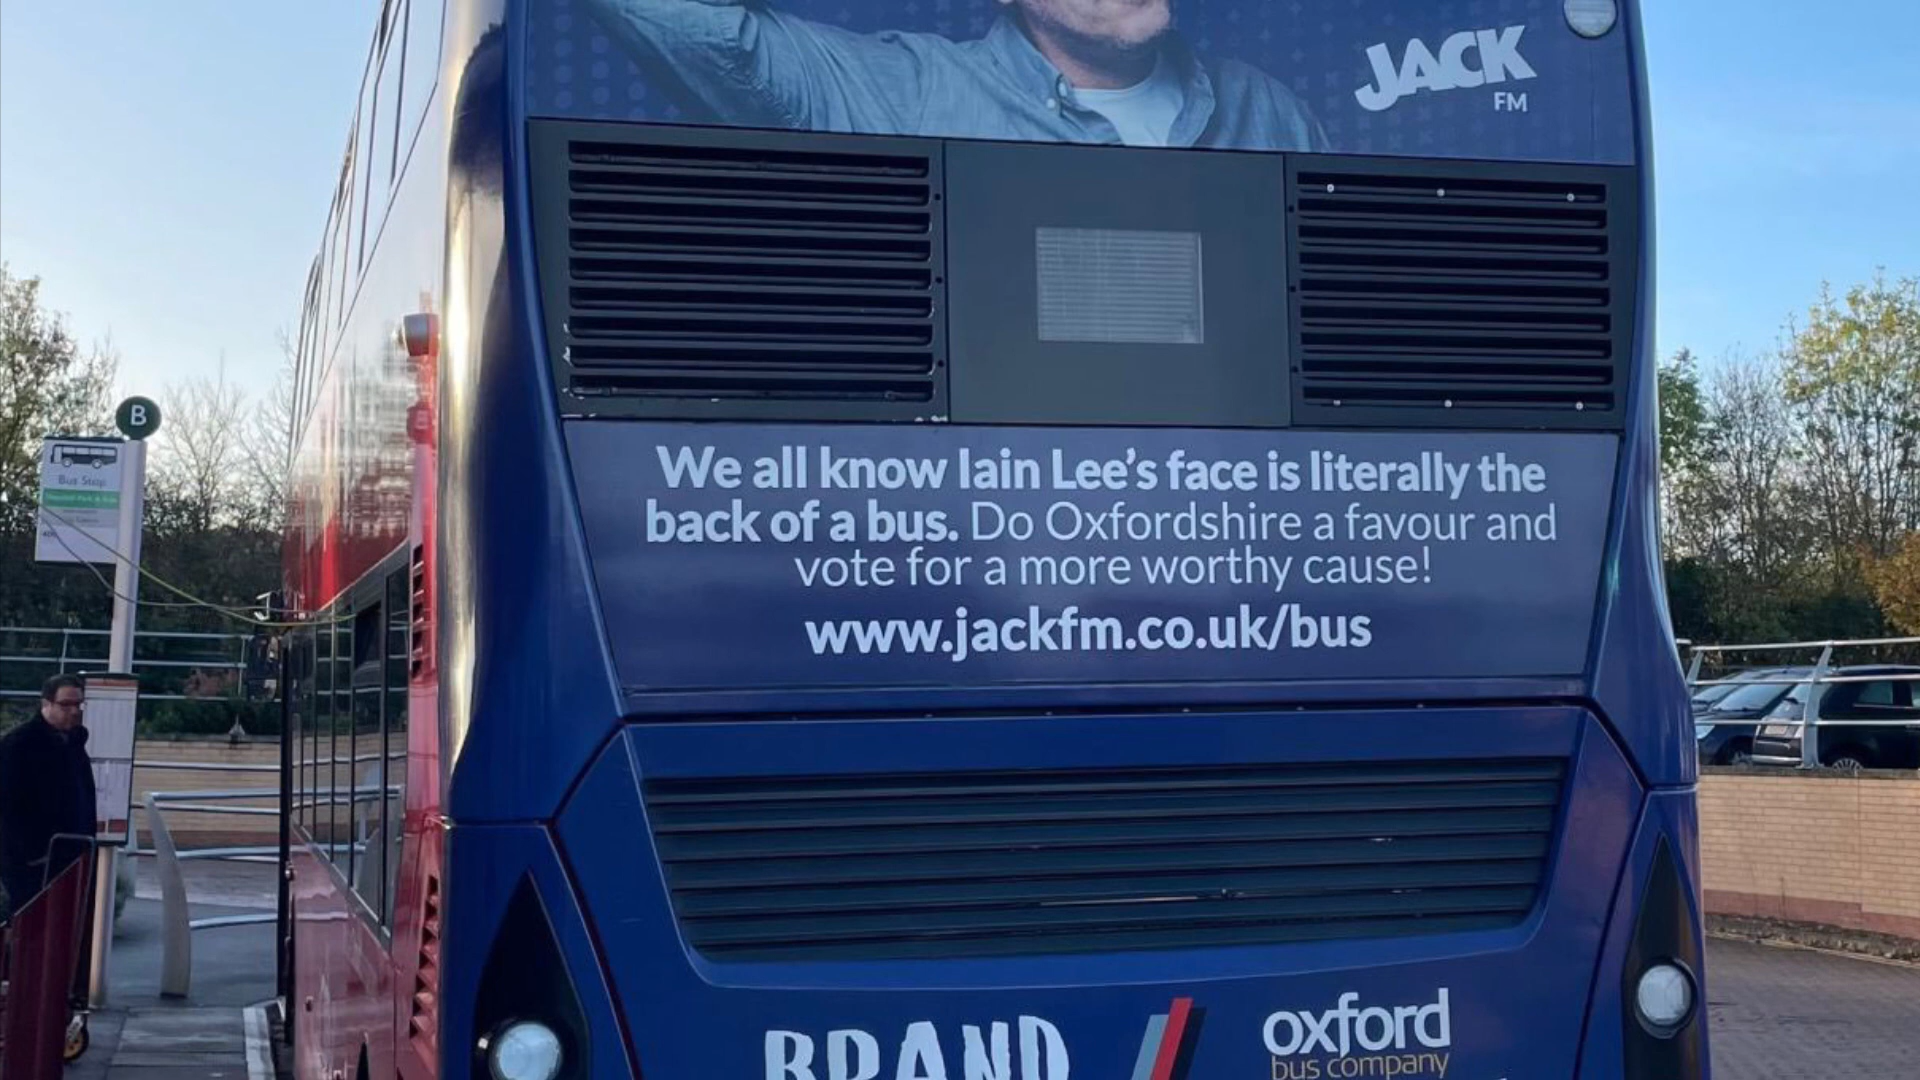 JACK
FM
B
Bus Stop
We all know Iain Lee's face is literally the
back of a bus. Do Oxfordshire a favour and
vote for a more worthy cause!
www.jackfm.co.uk/bus
BRAND
oxford
bus company